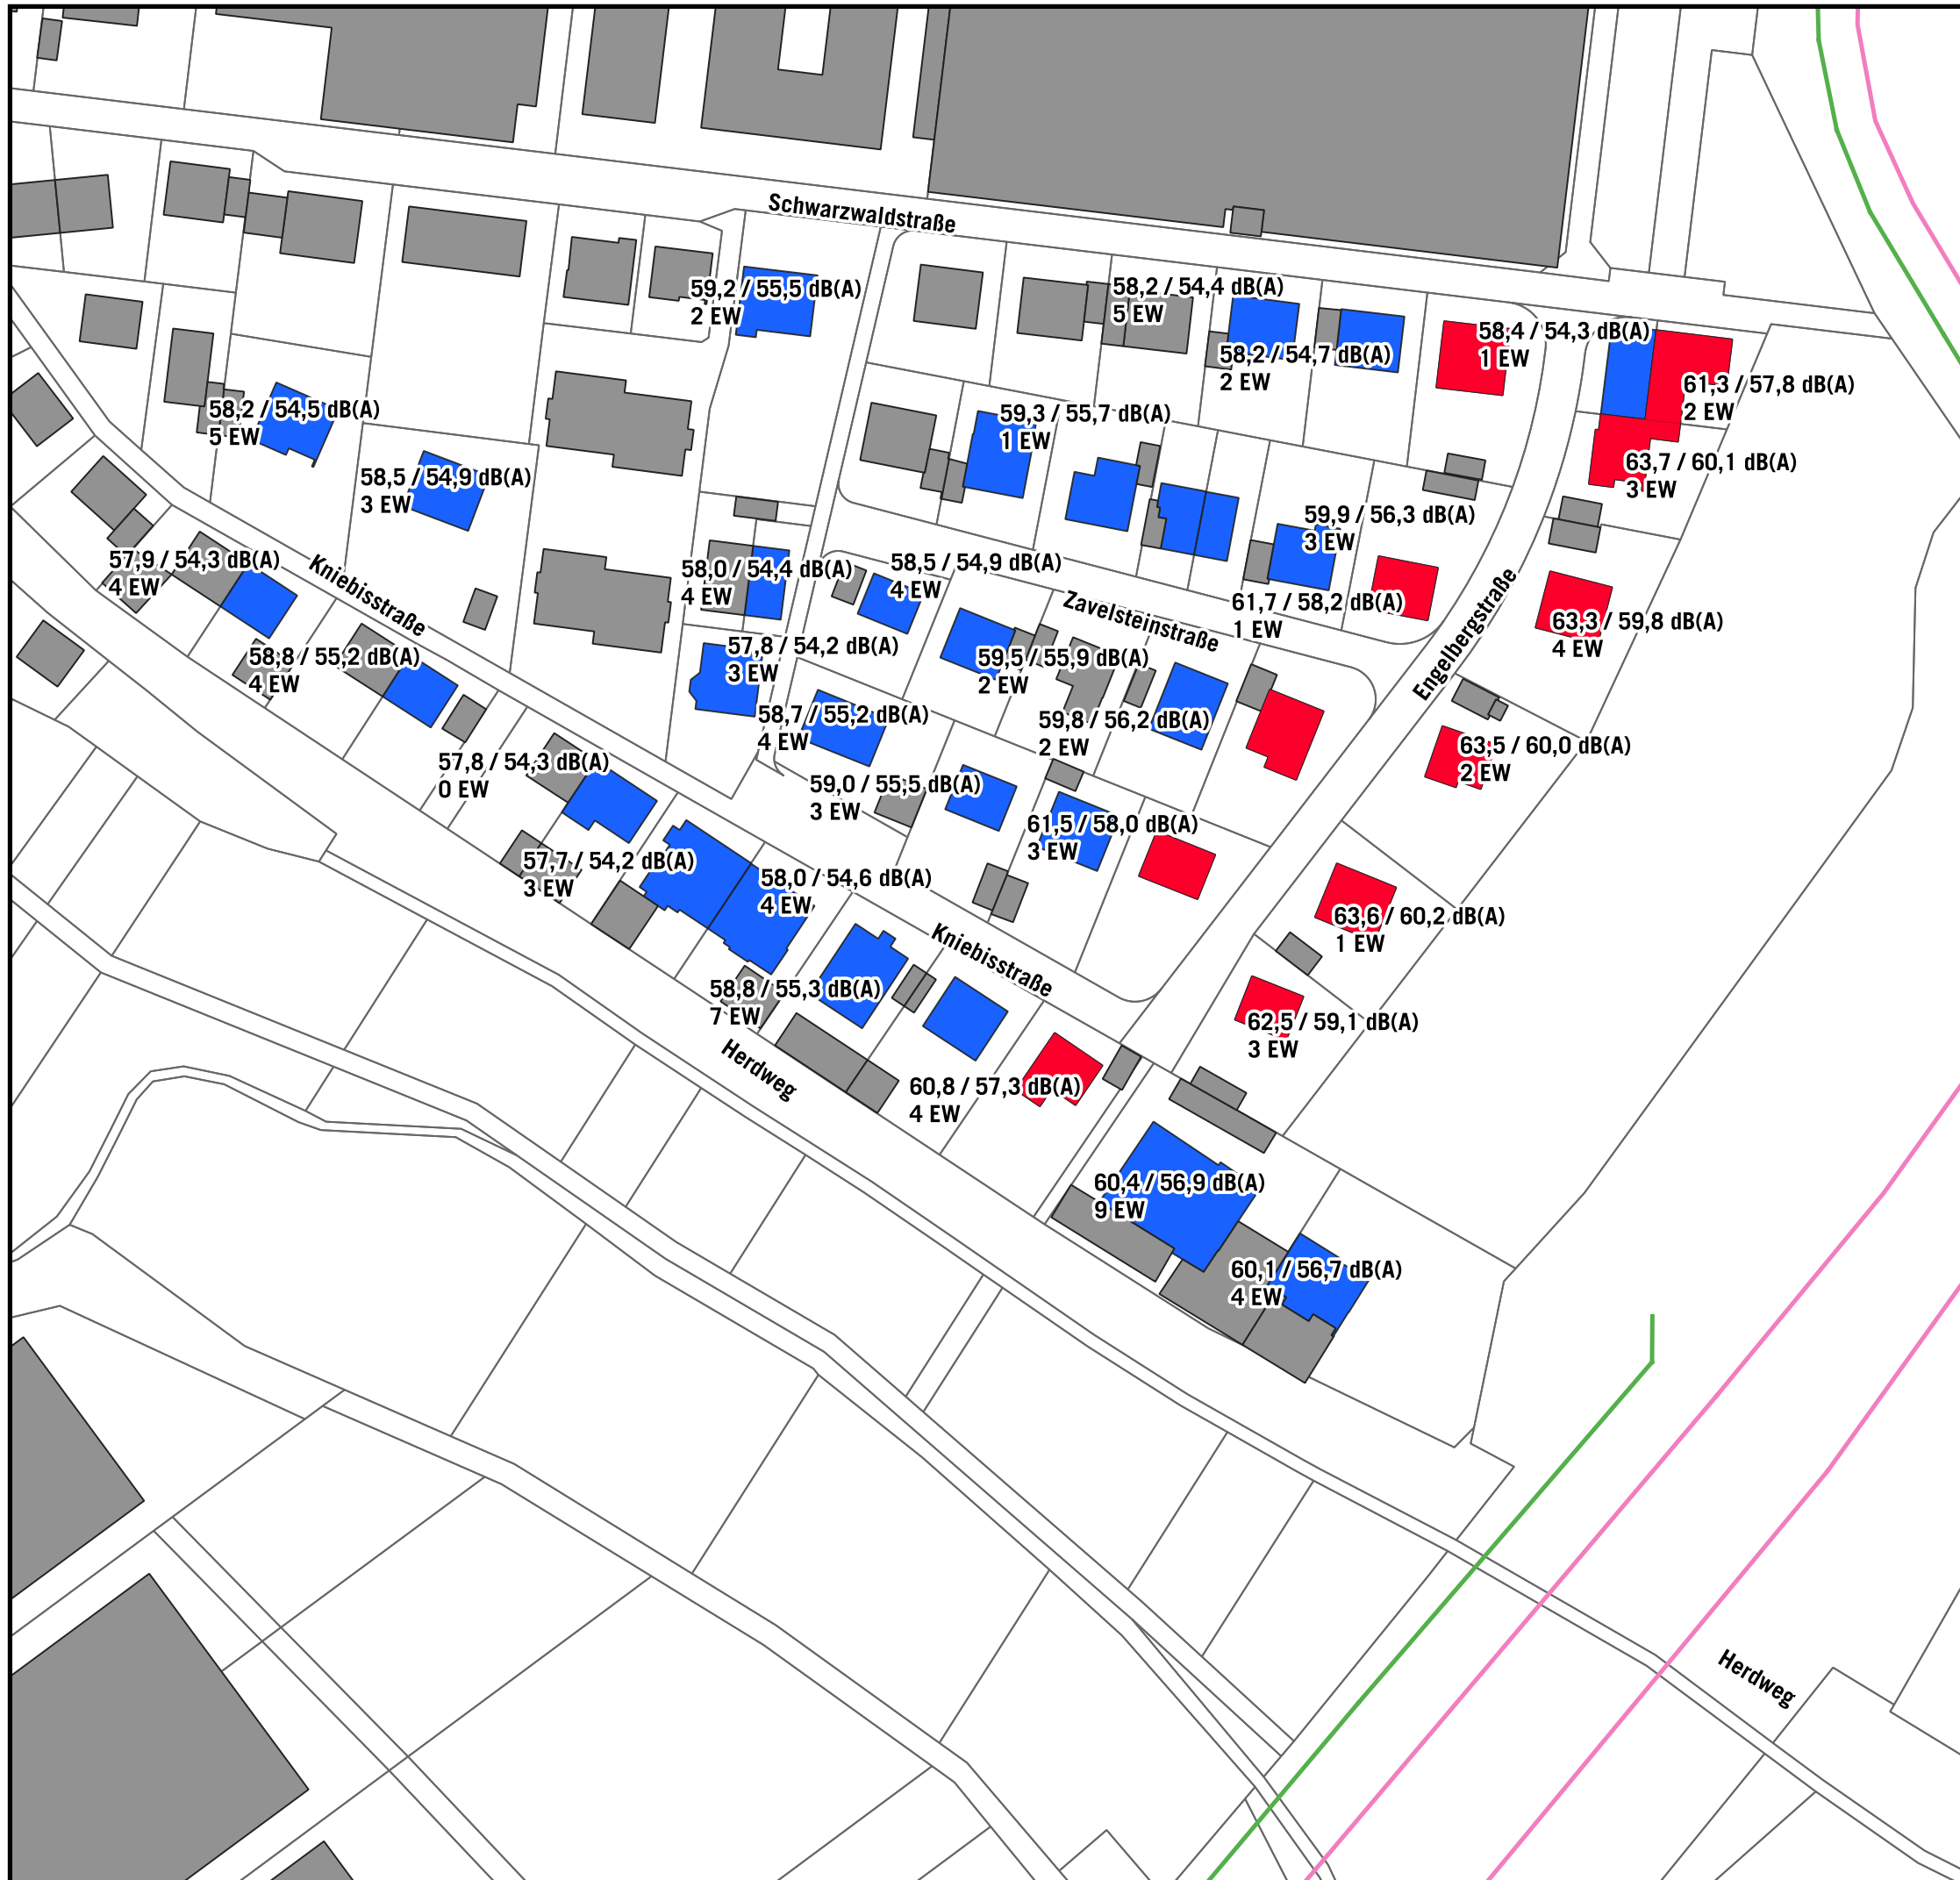 Schwarzwaldstraße
59,2 / 55,5 dB(A)
2 EW
58,2 / 54,4 dB(A)
5 EW
58,2 / 54,7 dB(A)
2 EW
58,4 / 54,3 dB(A)
1 EW
61,3 / 57,8 dB(A)
2 EW
58,2 / 54,5 dB(A)
5 EW
59,3 / 55,7 dB(A)
1 EW
63,7 / 60,1 dB(A)
3 EW
58,5 / 54,9 dB(A)
3 EW
59,9 / 56,3 dB(A)
3 EW
57,9 / 54,3 dB(A)
4 EW
Kniebisstraße
58,0 / 54,4 dB(A)
4 EW
58,5 / 54,9 dB(A)
4 EW
Zavelsteinstraße
61,7 / 58,2 dB(A)
1 EW
Engelbergstraße
63,3 / 59,8 dB(A)
4 EW
58,8 / 55,2 dB(A)
4 EW
57,8 / 54,2 dB(A)
3 EW
59,5 / 55,9 dB(A)
2 EW
58,7 / 55,2 dB(A)
4 EW
59,8 / 56,2 dB(A)
2 EW
63,5 / 60,0 dB(A)
2 EW
57,8 / 54,3 dB(A)
0 EW
59,0 / 55,5 dB(A)
3 EW
61,5 / 58,0 dB(A)
3 EW
57,7 / 54,2 dB(A)
3 EW
58,0 / 54,6 dB(A)
4 EW
63,6 / 60,2 dB(A)
1 EW
Kniebisstraße
58,8 / 55,3 dB(A)
7 EW
62,5 / 59,1 dB(A)
3 EW
Herdweg
60,8 / 57,3 dB(A)
4 EW
60,4 / 56,9 dB(A)
9 EW
60,1 / 56,7 dB(A)
4 EW
Herdweg